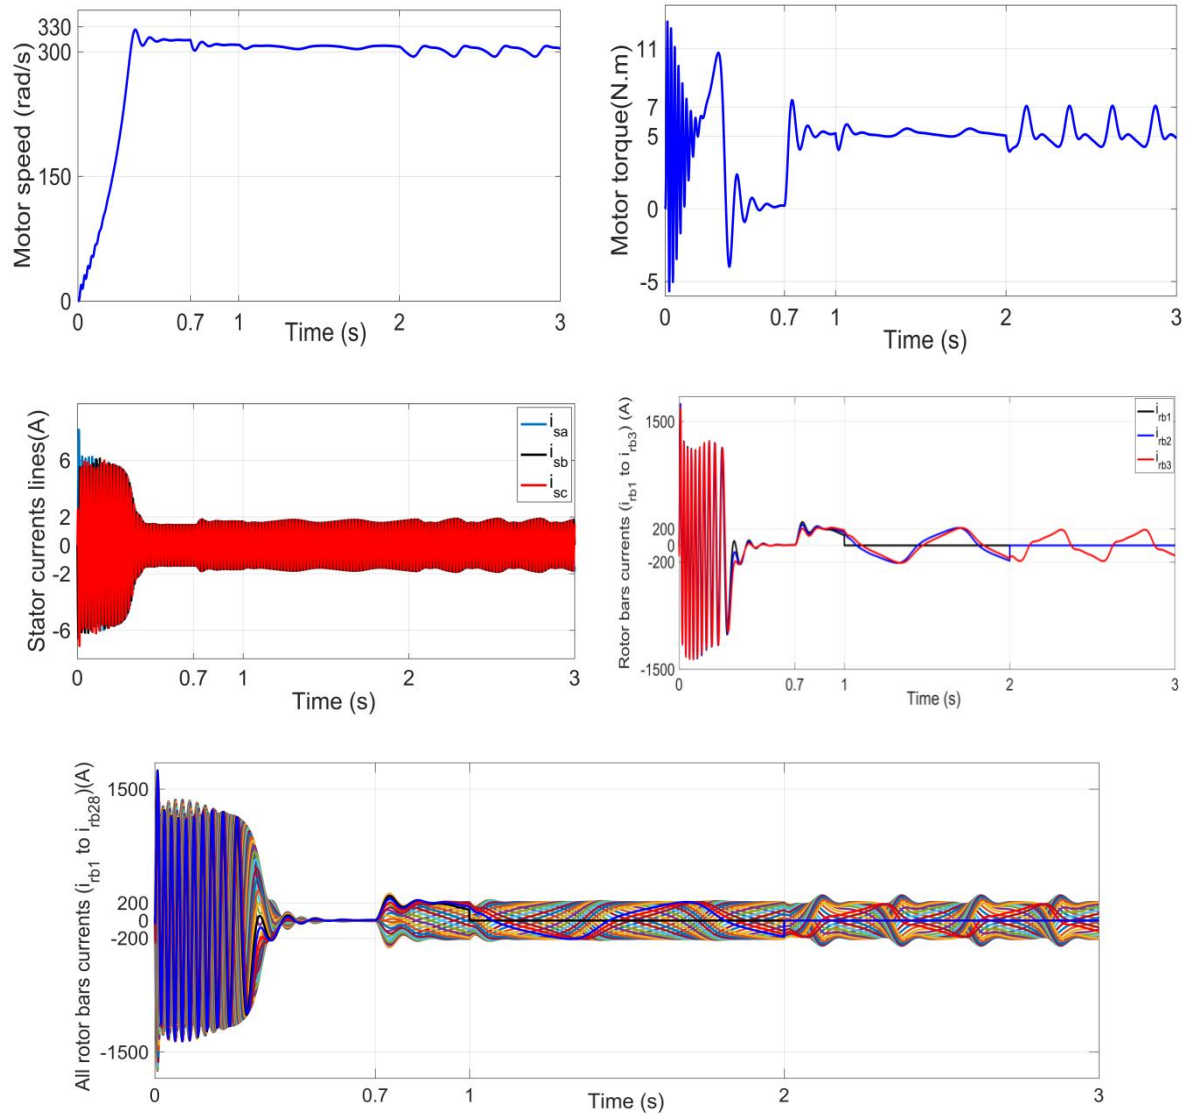 Motor speed (rad/s)
330
300
150
0
0 0.7 1 2 3
Time (s)
Motor torque(N.m)
11
7
5
0
-5
0 0.7 1 2 3
Time (s)
Stator currents lines(A)
6
2
0
-2
-6
i_sa
i_sb
i_sc
0 0.7 1 2 3
Time (s)
Rotor bars currents (i_rb1 to i_rb3) (A)
1500
200
0
-200
-1500
i_rb1
i_rb2
i_rb3
0 0.7 1 2 3
Time (s)
All rotor bars currents (i_rb1 to i_rb28)(A)
1500
200
0
-200
-1500
0 0.7 1 2 3
Time (s)